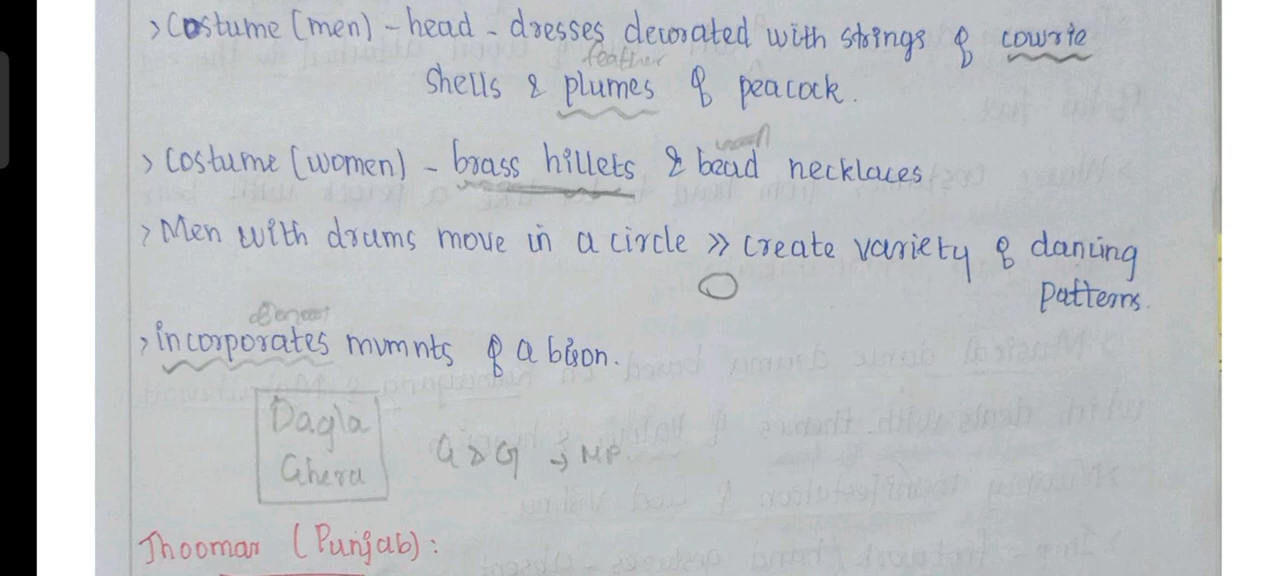 > Costume (men) - head - dresses decorated with strings of cowrie
feather
shells & plumes of peacock.
> Costume (women) - brass fillets & bead necklaces
> Men with drums move in a circle >> create variety of dancing
patterns.
> incorporates mvmnts of a bison.
Dagla
Ghera
→ MP
Jhoomar (Punjab):